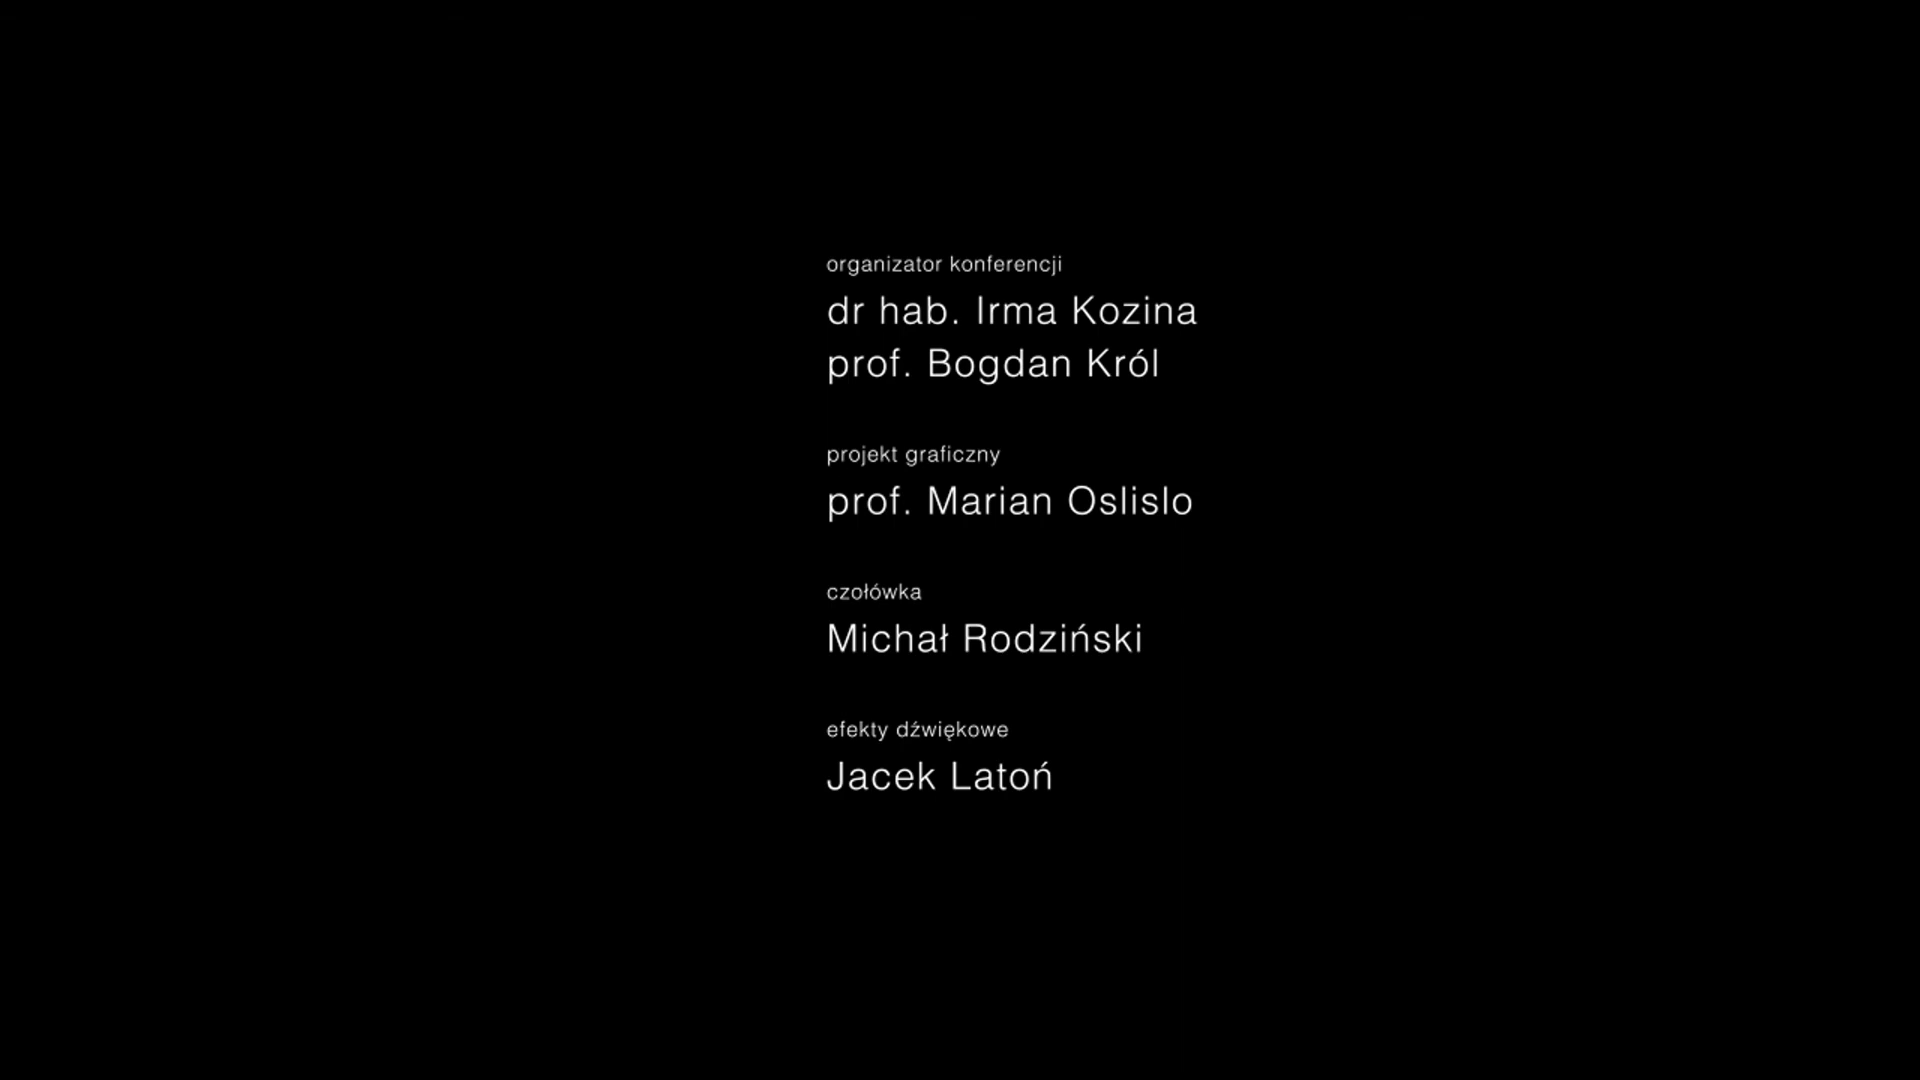 organizator konferencji
dr hab. Irma Kozina
prof. Bogdan Król
projekt graficzny
prof. Marian Oslislo
czołówka
Michał Rodziński
efekty dźwiękowe
Jacek Latoń